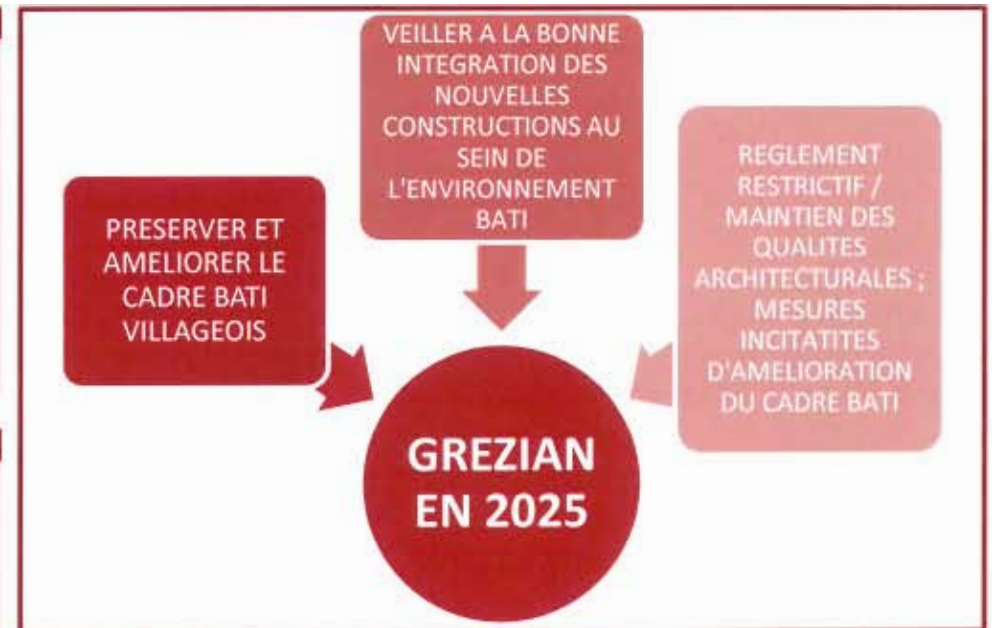 PRESERVER ET
AMELIORER LE
CADRE BATI
VILLAGEOIS
VEILLER A LA BONNE
INTEGRATION DES
NOUVELLES
CONSTRUCTIONS AU
SEIN DE
L'ENVIRONNEMENT
BATI
REGLEMENT
RESTRICTIF /
MAINTIEN DES
QUALITES
ARCHITECTURALES ;
MESURES
INCITATITES
D'AMELIORATION
DU CADRE BATI
GREZIAN
EN 2025